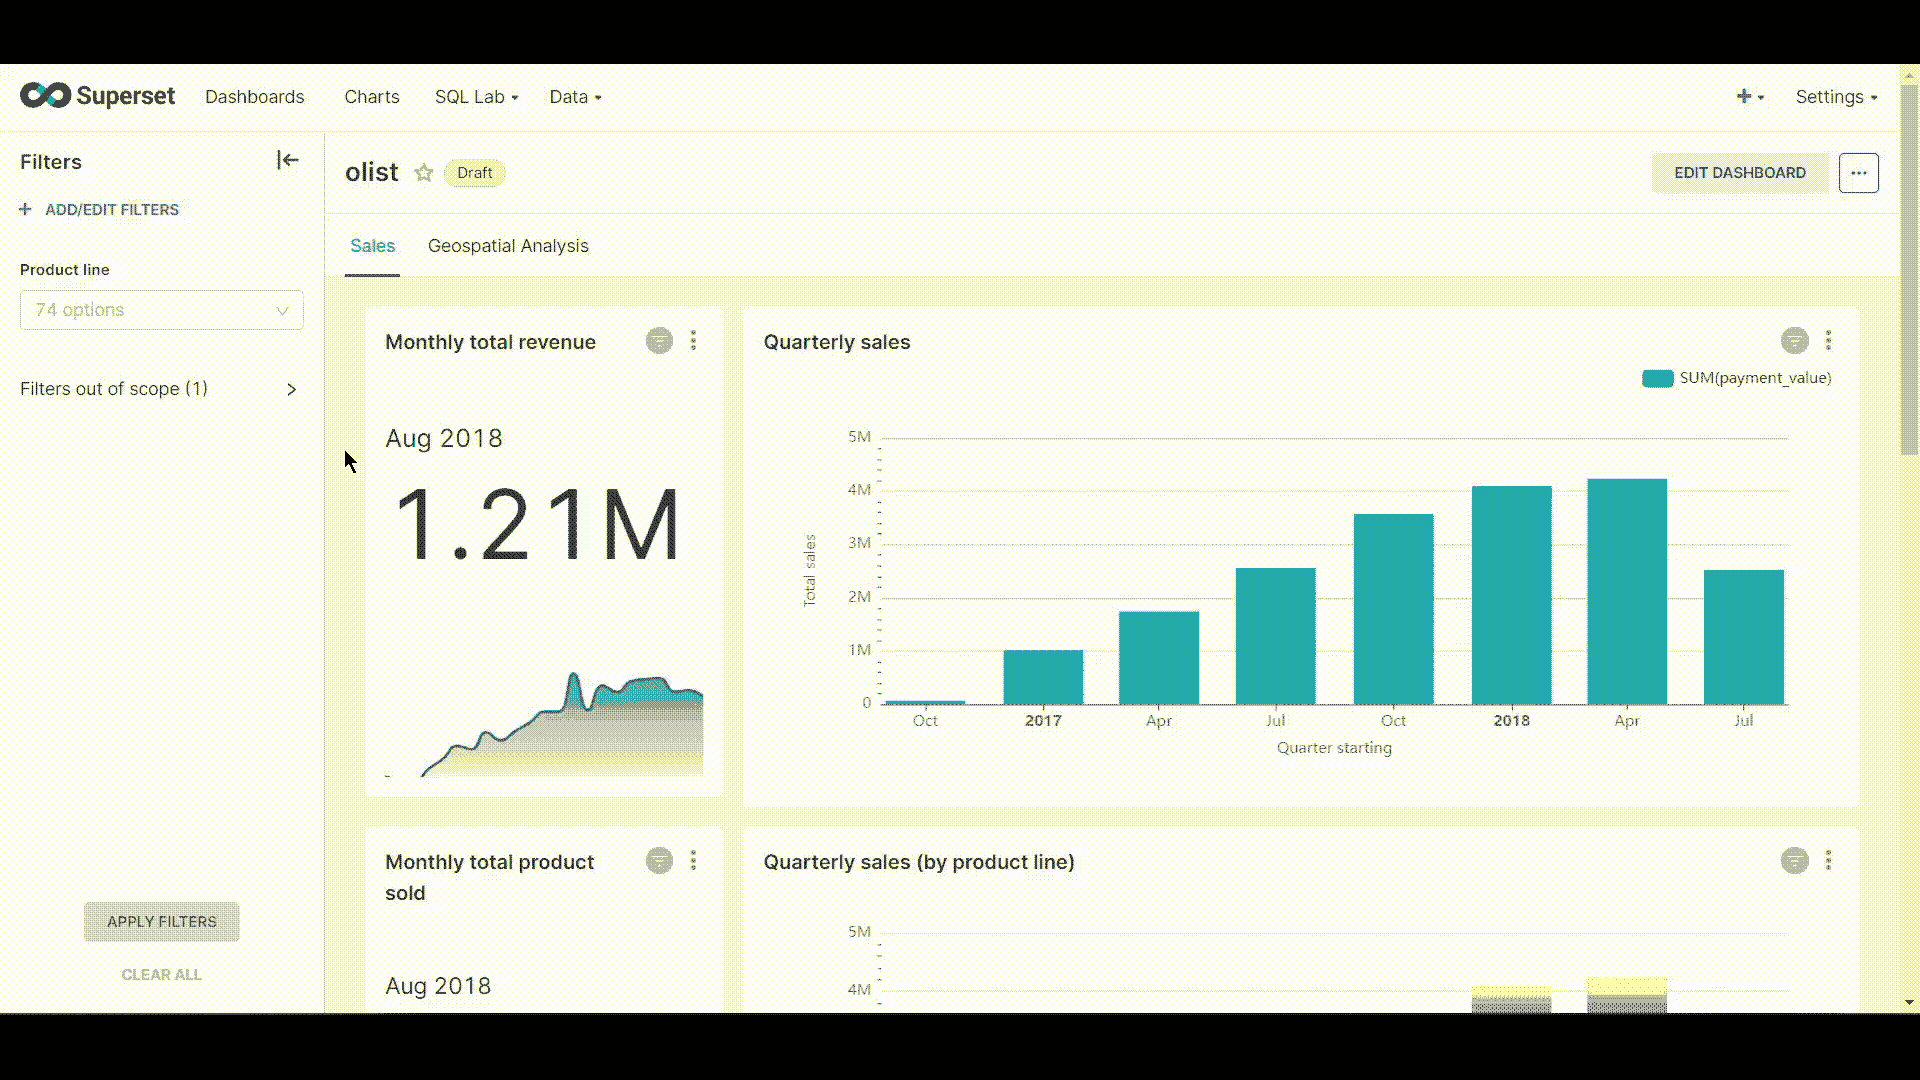 Superset Dashboards Charts SQL Lab Data Settings
Filters
ADD/EDIT FILTERS
Product line
74 options
Filters out of scope (1)
APPLY FILTERS
CLEAR ALL
olist Draft EDIT DASHBOARD
Sales Geospatial Analysis
Monthly total revenue
Aug 2018
1.21M
Quarterly sales
SUM(payment_value)
5M
4M
3M
2M
1M
0
Total sales
Oct 2017 Apr Jul Oct 2018 Apr Jul
Quarter starting
Monthly total product
sold
Aug 2018
Quarterly sales (by product line)
5M
4M